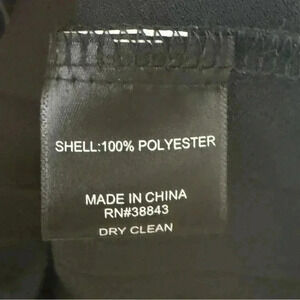 SHELL:100% POLYESTER
MADE IN CHINA
RN#38843
DRY CLEAN